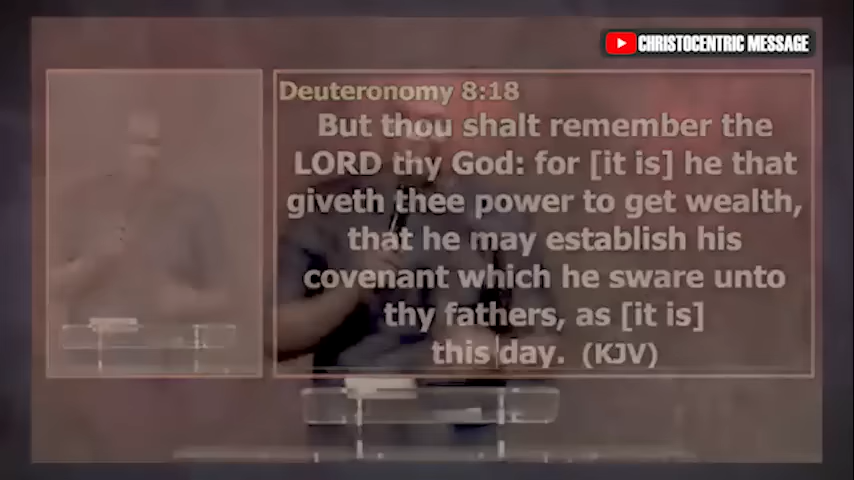 CHRISTOCENTRIC MESSAGE
Deuteronomy 8:18
But thou shalt remember the
LORD thy God: for [it is] he that
giveth thee power to get wealth,
that he may establish his
covenant which he sware unto
thy fathers, as [it is]
this day. (KJV)